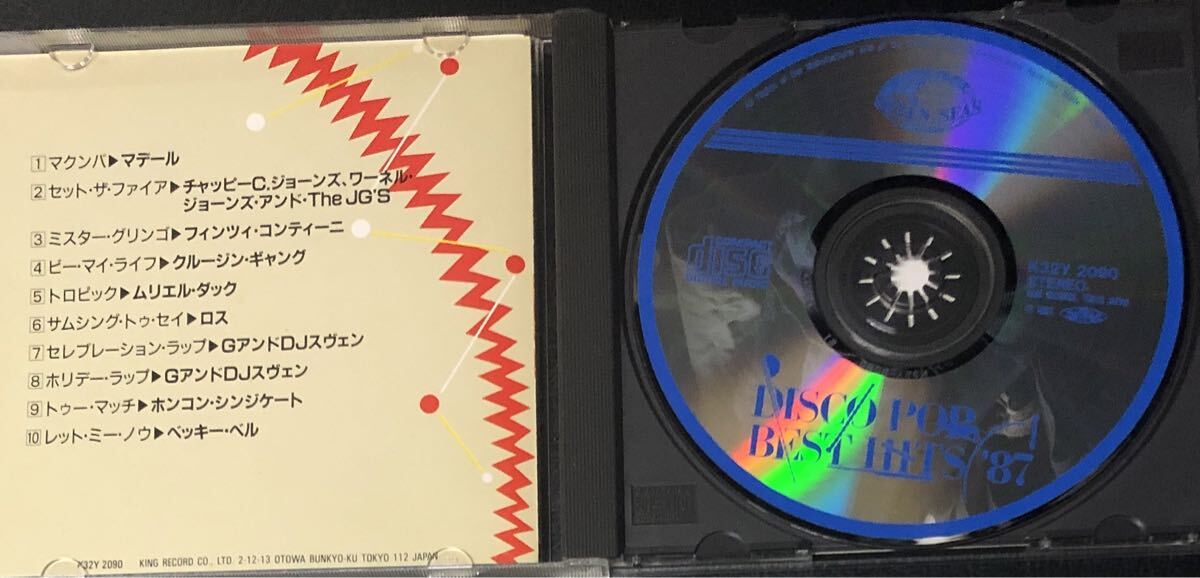 1 マクンバ▶マデール
2 セット・ザ・ファイア▶チャッピーC.ジョーンズ、ワーネル・
ジョーンズ・アンド・The JG'S
3 ミスター・グリンゴ▶フィンツィ・コンティーニ
4 ビー・マイ・ライフ▶クルージン・ギャング
5 トロピック▶ムリエル・ダック
6 サムシング・トゥ・セイ▶ロス
7 セレブレーション・ラップ▶GアンドDJスヴェン
8 ホリデー・ラップ▶GアンドDJスヴェン
9 トゥー・マッチ▶ホンコン・シンジケート
10 レット・ミー・ノウ▶ベッキー・ベル
K32Y 2090 KING RECORD CO., LTD. 2-12-13 OTOWA BUNKYO-KU TOKYO 112 JAPAN
SEAS
COMPACT
disc
DIGITAL AUDIO
K32Y 2090
STEREO
DISCO POP
BEST HITS '87